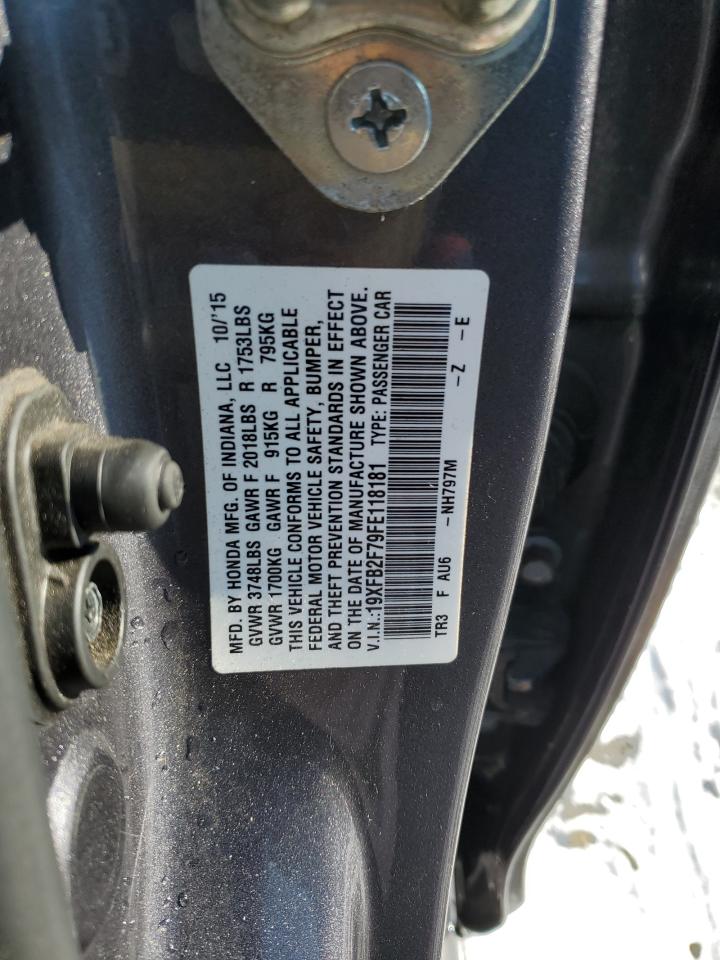 MFD. BY HONDA MFG. OF INDIANA, LLC 10/'15
GVWR 3748LBS GAWR F 2018LBS R 1753LBS
GVWR 1700KG GAWR F 915KG R 795KG
THIS VEHICLE CONFORMS TO ALL APPLICABLE
FEDERAL MOTOR VEHICLE SAFETY, BUMPER,
AND THEFT PREVENTION STANDARDS IN EFFECT
ON THE DATE OF MANUFACTURE SHOWN ABOVE.
V.I.N.:19XFB2F79FE118181 TYPE: PASSENGER CAR
TR3 F AU6 -NH797M -Z -E